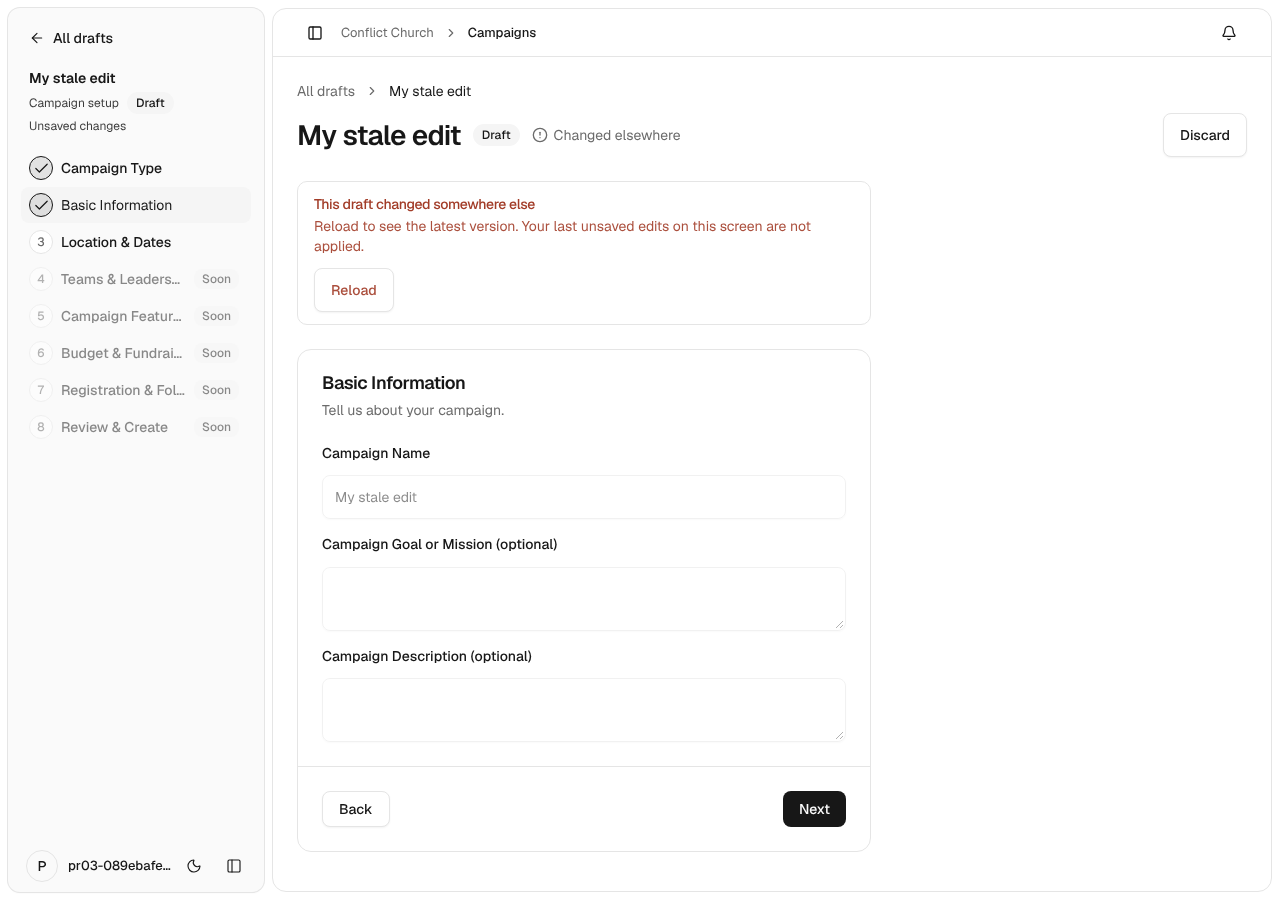 All drafts
My stale edit
Campaign setup Draft
Unsaved changes
Campaign Type
Basic Information
3 Location & Dates
4 Teams & Leaders... Soon
5 Campaign Featur... Soon
6 Budget & Fundrai... Soon
7 Registration & Fol... Soon
8 Review & Create Soon
P pr03-089ebafe...
Conflict Church > Campaigns
All drafts > My stale edit
My stale edit Draft Changed elsewhere
Discard
This draft changed somewhere else
Reload to see the latest version. Your last unsaved edits on this screen are not
applied.
Reload
Basic Information
Tell us about your campaign.
Campaign Name
My stale edit
Campaign Goal or Mission (optional)
Campaign Description (optional)
Back Next